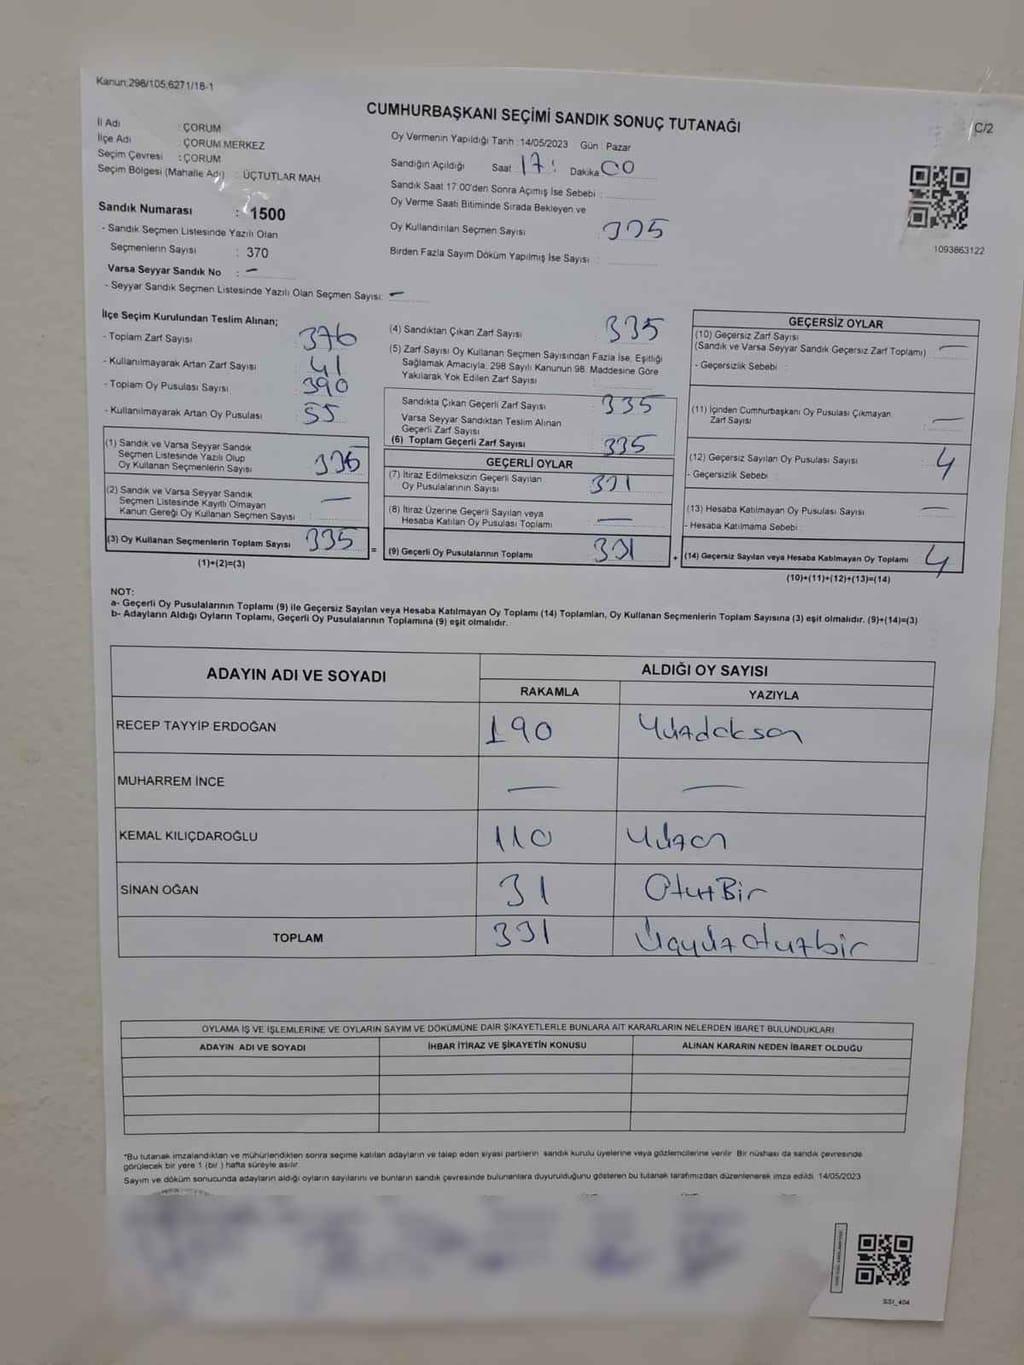 Kanun:298/105,6271/18-1
CUMHURBAŞKANI SEÇİMİ SANDIK SONUÇ TUTANAĞI
C/2
İl Adı : ÇORUM
İlçe Adı : ÇORUM MERKEZ
Seçim Çevresi : ÇORUM
Seçim Bölgesi (Mahalle Adı) : ÜÇTUTLAR MAH.
Sandık Numarası : 1500
- Sandık Seçmen Listesinde Yazılı Olan
Seçmenlerin Sayısı : 370
Varsa Seyyar Sandık No : —
- Seyyar Sandık Seçmen Listesinde Yazılı Olan Seçmen Sayısı: —
Oy Vermenin Yapıldığı Tarih : 14/05/2023 Gün : Pazar
Sandığın Açıldığı Saat 17: Dakika 00
Sandık Saat 17:00'den Sonra Açımış İse Sebebi :
Oy Verme Saati Bitiminde Sırada Bekleyen ve
Oy Kullandırılan Seçmen Sayısı 335
Birden Fazla Sayım Döküm Yapılmış İse Sayısı :
1093863122
İlçe Seçim Kurulundan Teslim Alınan;
- Toplam Zarf Sayısı 376
- Kullanılmayarak Artan Zarf Sayısı 41
- Toplam Oy Pusulası Sayısı 390
- Kullanılmayarak Artan Oy Pusulası 55
(1) Sandık ve Varsa Seyyar Sandık
Seçmen Listesinde Yazılı Olup
Oy Kullanan Seçmenlerin Sayısı 335
(2) Sandık ve Varsa Seyyar Sandık
Seçmen Listesinde Kayıtlı Olmayan
Kanun Gereği Oy Kullanan Seçmen Sayısı —
(3) Oy Kullanan Seçmenlerin Toplam Sayısı 335 =
(1)+(2)=(3)
(4) Sandıktan Çıkan Zarf Sayısı 335
(5) Zarf Sayısı Oy Kullanan Seçmen Sayısından Fazla İse, Eşitliği
Sağlamak Amacıyla, 298 Sayılı Kanunun 98. Maddesine Göre
Yakılarak Yok Edilen Zarf Sayısı
Sandıkta Çıkan Geçerli Zarf Sayısı 335
Varsa Seyyar Sandıktan Teslim Alınan
Geçerli Zarf Sayısı
(6) Toplam Geçerli Zarf Sayısı 335
GEÇERLİ OYLAR
(7) İtiraz Edilmeksizin Geçerli Sayılan
Oy Pusulalarının Sayısı 331
(8) İtiraz Üzerine Geçerli Sayılan veya
Hesaba Katılan Oy Pusulası Toplamı —
(9) Geçerli Oy Pusulalarının Toplamı 331 +
GEÇERSİZ OYLAR
(10) Geçersiz Zarf Sayısı
(Sandık ve Varsa Seyyar Sandık Geçersiz Zarf Toplamı) —
- Geçersizlik Sebebi :
(11) İçinden Cumhurbaşkanı Oy Pusulası Çıkmayan
Zarf Sayısı —
(12) Geçersiz Sayılan Oy Pusulası Sayısı 4
- Geçersizlik Sebebi :
(13) Hesaba Katılmayan Oy Pusulası Sayısı —
- Hesaba Katılmama Sebebi :
(14) Geçersiz Sayılan veya Hesaba Katılmayan Oy Toplamı 4
(10)+(11)+(12)+(13)=(14)
NOT:
a- Geçerli Oy Pusulalarının Toplamı (9) ile Geçersiz Sayılan veya Hesaba Katılmayan Oy Toplamı (14) Toplamları, Oy Kullanan Seçmenlerin Toplam Sayısına (3) eşit olmalıdır. (9)+(14)=(3)
b- Adayların Aldığı Oyların Toplamı, Geçerli Oy Pusulalarının Toplamına (9) eşit olmalıdır.
ADAYIN ADI VE SOYADI ALDIĞI OY SAYISI
RAKAMLA YAZIYLA
RECEP TAYYİP ERDOĞAN 190 Yüzdoksan
MUHARREM İNCE — —
KEMAL KILIÇDAROĞLU 110 Yüzon
SİNAN OĞAN 31 OtuzBir
TOPLAM 331 Üçyüzotuzbir
OYLAMA İŞ VE İŞLEMLERİNE VE OYLARIN SAYIM VE DÖKÜMÜNE DAİR ŞİKAYETLERLE BUNLARA AİT KARARLARIN NELERDEN İBARET BULUNDUKLARI
ADAYIN ADI VE SOYADI İHBAR İTİRAZ VE ŞİKAYETİN KONUSU ALINAN KARARIN NEDEN İBARET OLDUĞU
*Bu tutanak imzalandıktan ve mühürlendikten sonra seçime katılan adayların ve talep eden siyasi partilerin sandık kurulu üyelerine veya gözlemcilerine verilir. Bir nüshası da sandık çevresinde
görülecek bir yere 1 (bir) hafta süreyle asılır.
Sayım ve döküm sonucunda adayların aldığı oyların sayılarını ve bunların sandık çevresinde bulunanlara duyurulduğunu gösteren bu tutanak tarafımızdan düzenlenerek imza edildi. 14/05/2023
SSI_404